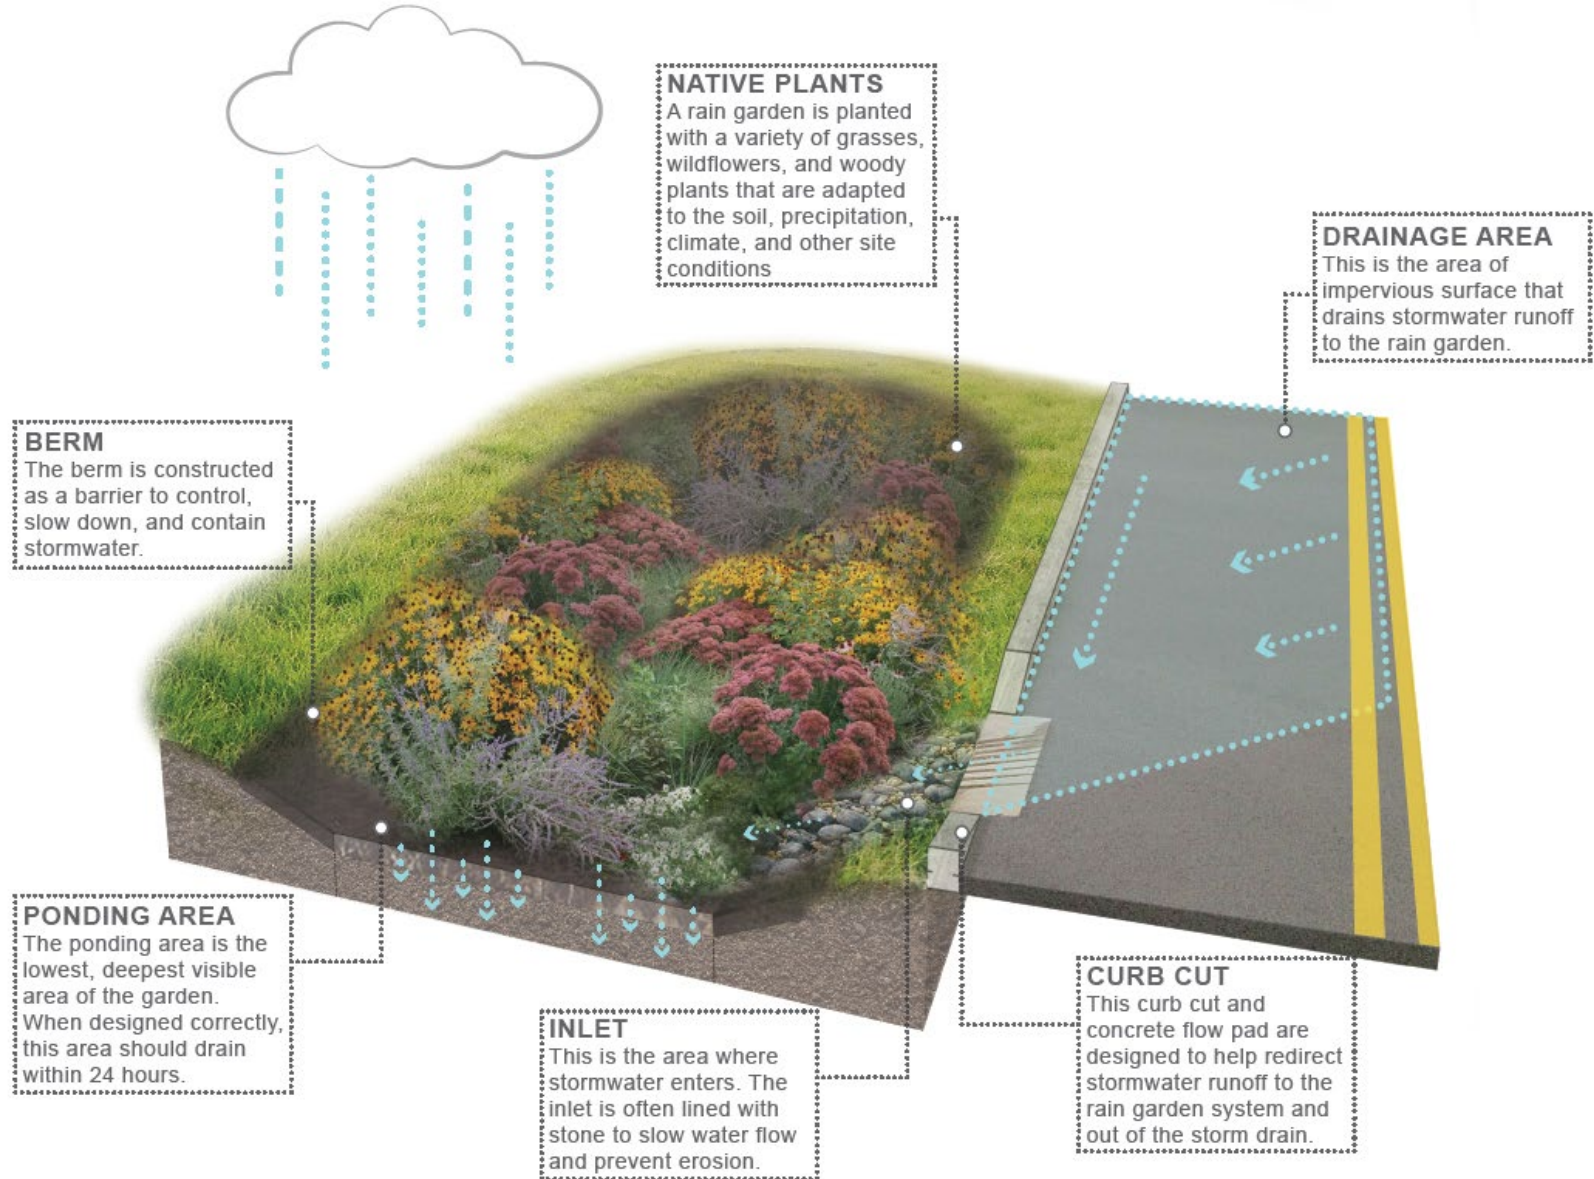 NATIVE PLANTS
A rain garden is planted
with a variety of grasses,
wildflowers, and woody
plants that are adapted
to the soil, precipitation,
climate, and other site
conditions
DRAINAGE AREA
This is the area of
impervious surface that
drains stormwater runoff
to the rain garden.
BERM
The berm is constructed
as a barrier to control,
slow down, and contain
stormwater.
PONDING AREA
The ponding area is the
lowest, deepest visible
area of the garden.
When designed correctly,
this area should drain
within 24 hours.
INLET
This is the area where
stormwater enters. The
inlet is often lined with
stone to slow water flow
and prevent erosion.
CURB CUT
This curb cut and
concrete flow pad are
designed to help redirect
stormwater runoff to the
rain garden system and
out of the storm drain.